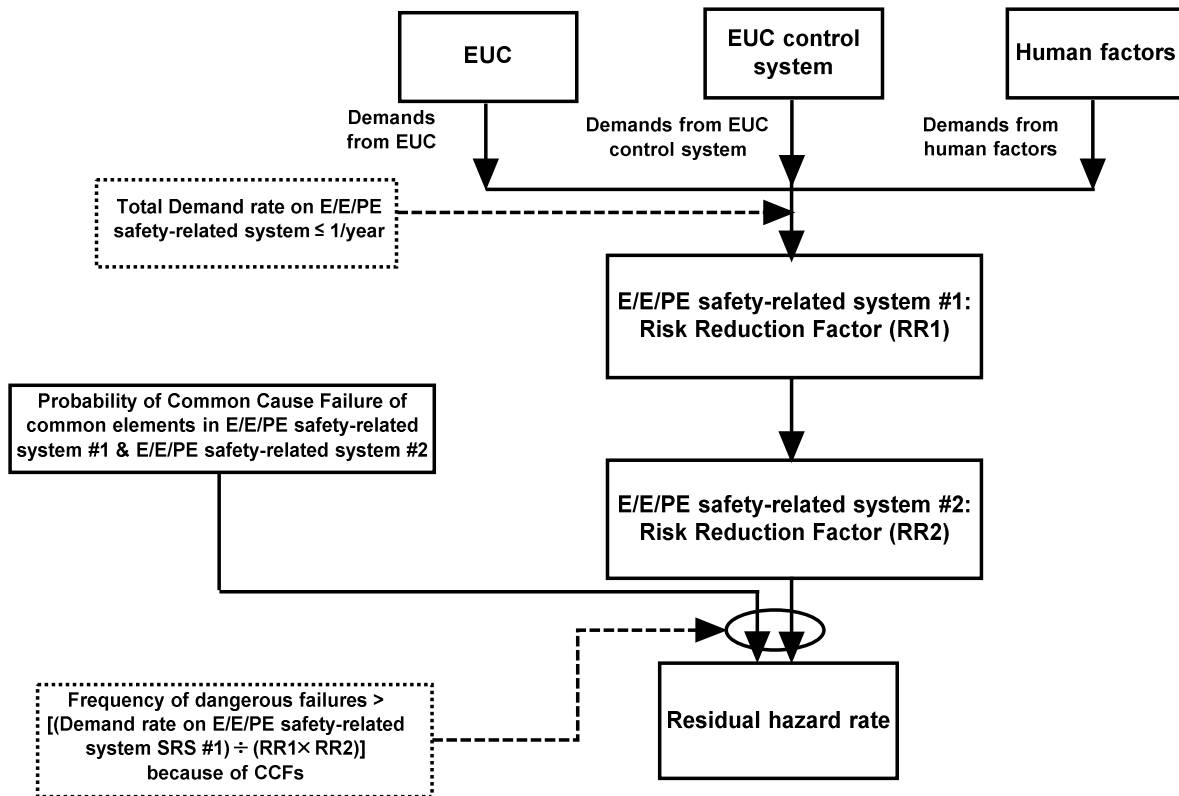 EUC
EUC control
system
Human factors
Demands
from EUC
Demands from EUC
control system
Demands from
human factors
Total Demand rate on E/E/PE
safety-related system ≤ 1/year
E/E/PE safety-related system #1:
Risk Reduction Factor (RR1)
Probability of Common Cause Failure of
common elements in E/E/PE safety-related
system #1 & E/E/PE safety-related system #2
E/E/PE safety-related system #2:
Risk Reduction Factor (RR2)
Frequency of dangerous failures >
[(Demand rate on E/E/PE safety-related
system SRS #1) ÷ (RR1× RR2)]
because of CCFs
Residual hazard rate